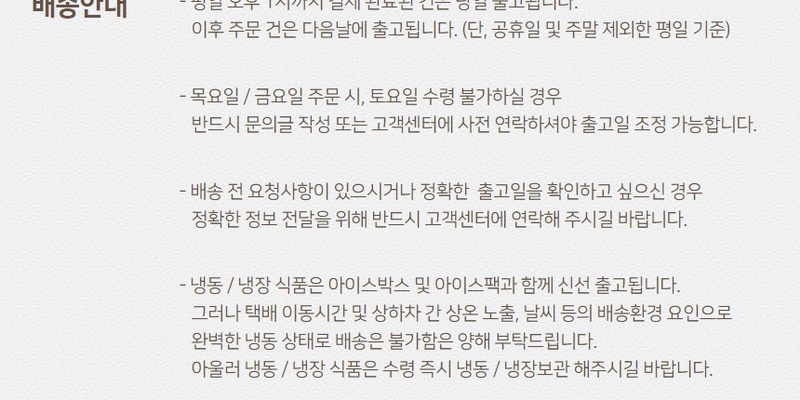 배송안내
- 평일 오후 1시까지 결제 완료된 건은 당일 출고됩니다.
이후 주문 건은 다음날에 출고됩니다. (단, 공휴일 및 주말 제외한 평일 기준)
- 목요일 / 금요일 주문 시, 토요일 수령 불가하실 경우
반드시 문의글 작성 또는 고객센터에 사전 연락하셔야 출고일 조정 가능합니다.
- 배송 전 요청사항이 있으시거나 정확한 출고일을 확인하고 싶으신 경우
정확한 정보 전달을 위해 반드시 고객센터에 연락해 주시길 바랍니다.
- 냉동 / 냉장 식품은 아이스박스 및 아이스팩과 함께 신선 출고됩니다.
그러나 택배 이동시간 및 상하차 간 상온 노출, 날씨 등의 배송환경 요인으로
완벽한 냉동 상태로 배송은 불가함은 양해 부탁드립니다.
아울러 냉동 / 냉장 식품은 수령 즉시 냉동 / 냉장보관 해주시길 바랍니다.